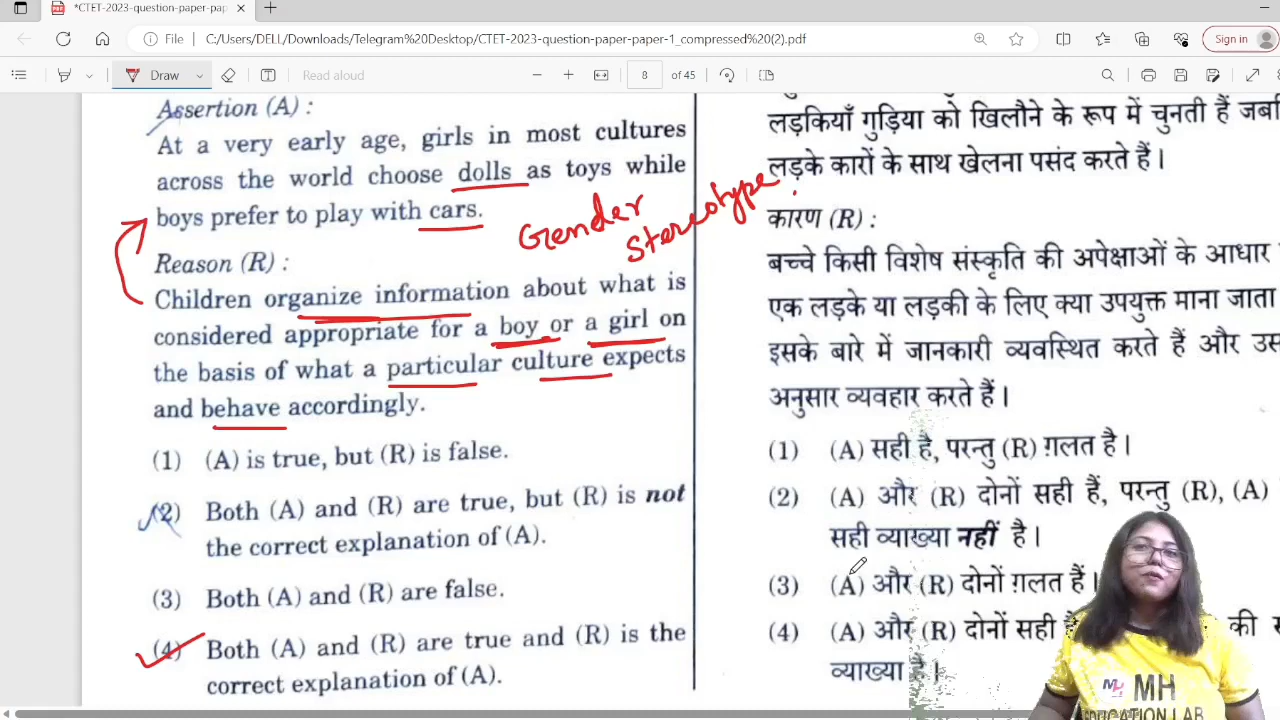 *CTET-2023-question-paper-pap
File
C:/Users/DELL/Downloads/Telegram%20Desktop/CTET-2023-question-paper-paper-1_compressed%20(2).pdf
Sign in
Draw
Read aloud
8 of 45
Assertion (A) :
At a very early age, girls in most cultures
across the world choose dolls as toys while
boys prefer to play with cars.
Gender
Stereotype
Reason (R) :
Children organize information about what is
considered appropriate for a boy or a girl on
the basis of what a particular culture expects
and behave accordingly.
(1) (A) is true, but (R) is false.
(2) Both (A) and (R) are true, but (R) is not
the correct explanation of (A).
(3) Both (A) and (R) are false.
(4) Both (A) and (R) are true and (R) is the
correct explanation of (A).
लड़कियाँ गुड़िया को खिलौने के रूप में चुनती हैं जबकि
लड़के कारों के साथ खेलना पसंद करते हैं।
कारण (R) :
बच्चे किसी विशेष संस्कृति की अपेक्षाओं के आधार
एक लड़के या लड़की के लिए क्या उपयुक्त माना जाता
इसके बारे में जानकारी व्यवस्थित करते हैं और उस
अनुसार व्यवहार करते हैं।
(1) (A) सही है, परन्तु (R) ग़लत है।
(2) (A) और (R) दोनों सही हैं, परन्तु (R), (A)
सही व्याख्या नहीं है।
(3) (A) और (R) दोनों ग़लत हैं।
(4) (A) और (R) दोनों सही की
व्याख्या है।
MH
EDUCATION LAB